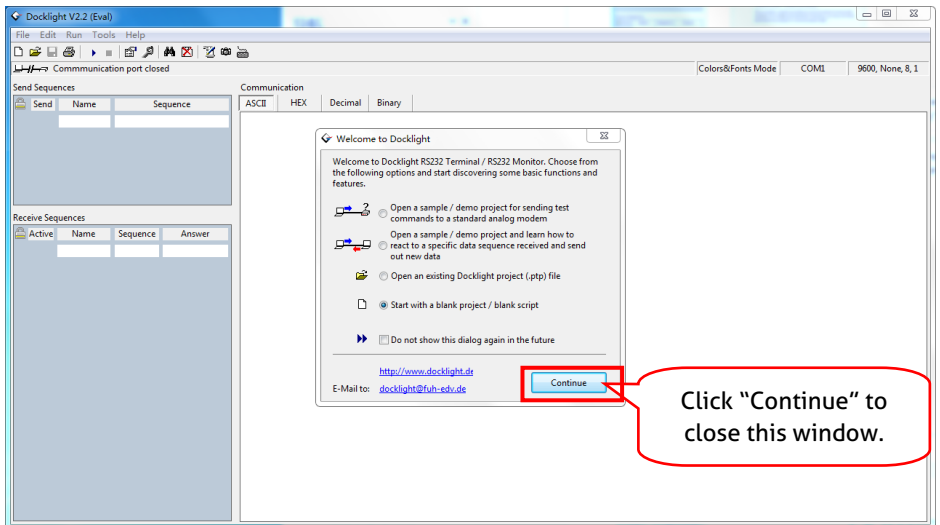 Docklight V2.2 (Eval)
File Edit Run Tools Help
Commmunication port closed
Colors&Fonts Mode COM1 9600, None, 8, 1
Send Sequences
Send Name Sequence
Communication
ASCII HEX Decimal Binary
Receive Sequences
Active Name Sequence Answer
Welcome to Docklight
Welcome to Docklight RS232 Terminal / RS232 Monitor. Choose from
the following options and start discovering some basic functions and
features.
Open a sample / demo project for sending test
commands to a standard analog modem
Open a sample / demo project and learn how to
react to a specific data sequence received and send
out new data
Open an existing Docklight project (.ptp) file
Start with a blank project / blank script
Do not show this dialog again in the future
http://www.docklight.de
E-Mail to: docklight@fuh-edv.de
Continue
Click “Continue” to
close this window.